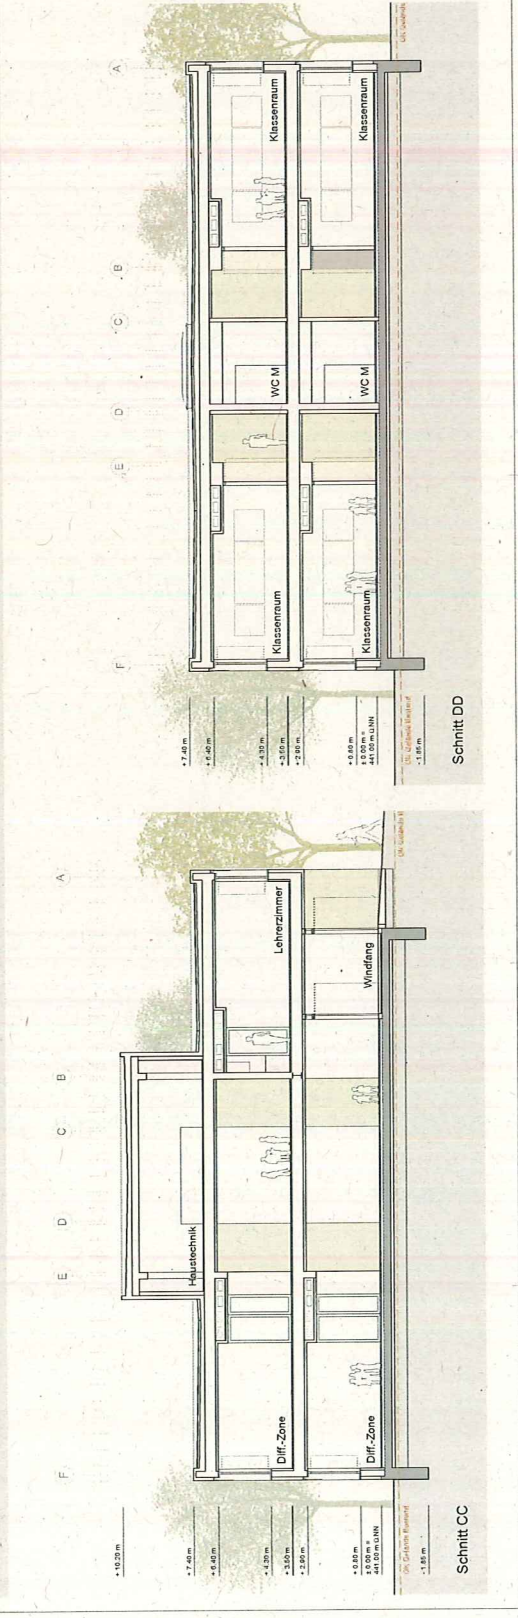 F
E
D
C
B
A
+ 10.20 m
+ 7.40 m
+ 6.40 m
+ 4.30 m
+ 3.50 m
+ 2.90 m
+ 0.80 m
± 0.00 m =
441.00 m ü.NN
- 1.85 m
Haustechnik
Lehrerzimmer
Diff.-Zone
Diff.-Zone
Windfang
Schnitt CC
F
E
D
C
B
A
+ 7.40 m
+ 6.40 m
+ 4.30 m
+ 3.50 m
+ 2.90 m
+ 0.80 m
± 0.00 m =
441.00 m ü.NN
- 1.85 m
Klassenraum
WC M
Klassenraum
Klassenraum
WC M
Klassenraum
Schnitt DD